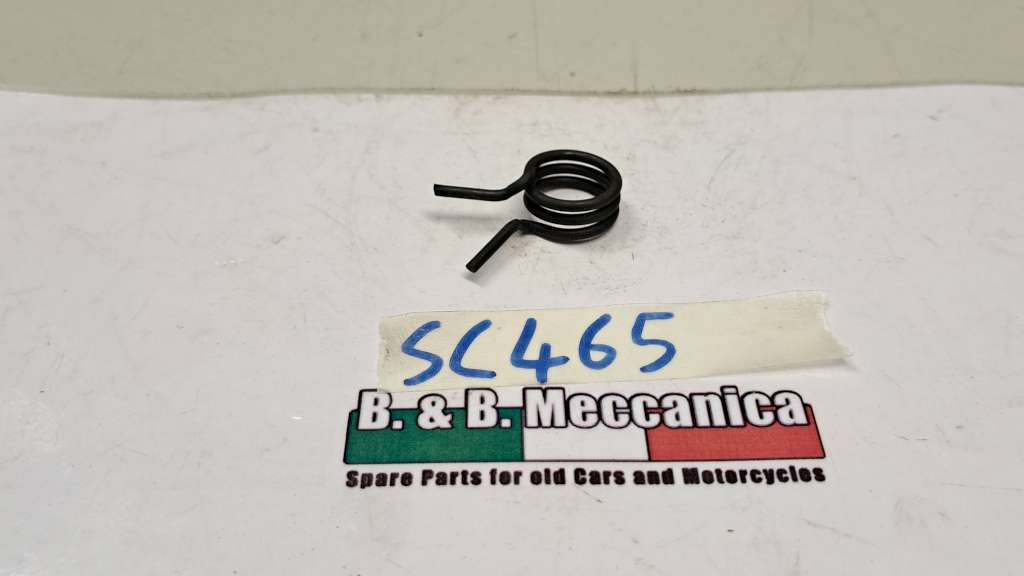 SC465
B. & B. Meccanica
Spare Parts for old Cars and Motorcycles